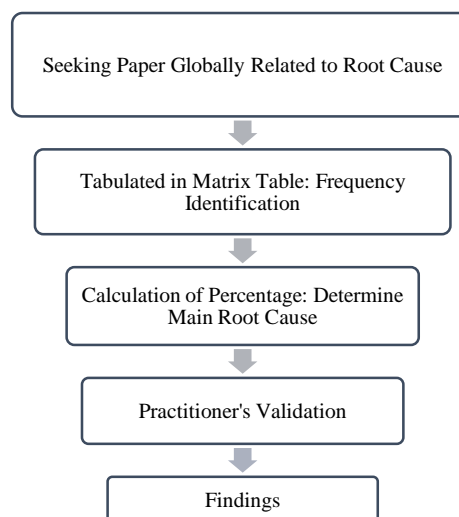 Seeking Paper Globally Related to Root Cause
Tabulated in Matrix Table: Frequency
Identification
Calculation of Percentage: Determine
Main Root Cause
Practitioner's Validation
Findings